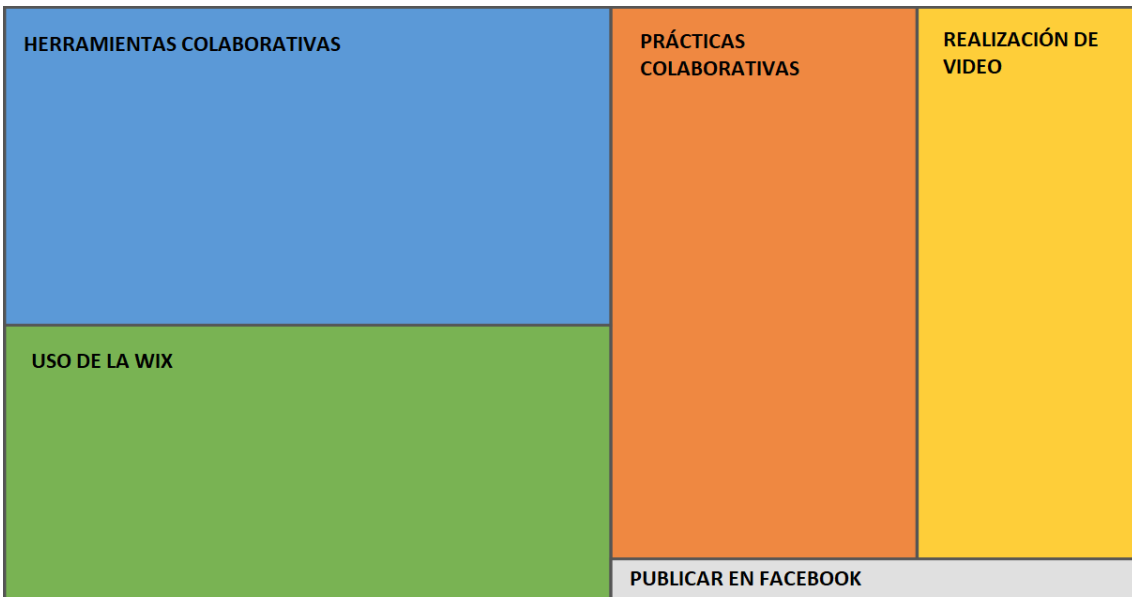 HERRAMIENTAS COLABORATIVAS
PRÁCTICAS
COLABORATIVAS
REALIZACIÓN DE
VIDEO
USO DE LA WIX
PUBLICAR EN FACEBOOK